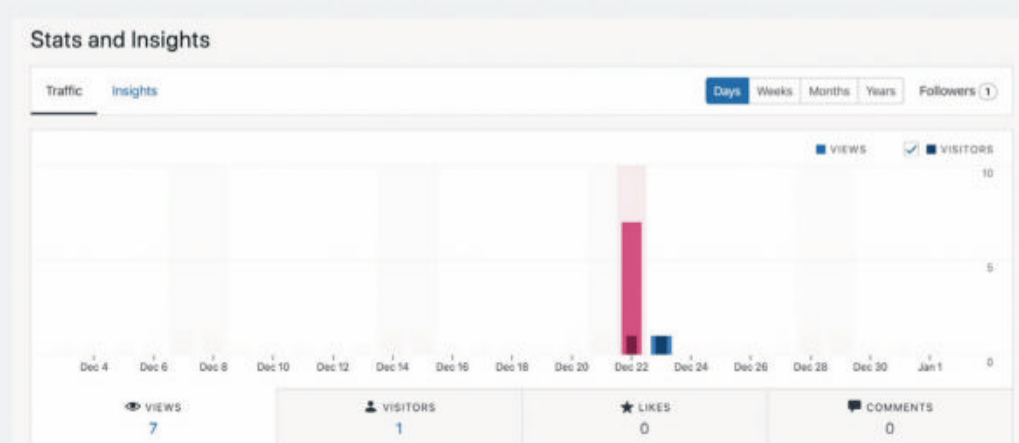 Stats and Insights
Traffic Insights Days Weeks Months Years Followers 1
VIEWS VISITORS
10
5
0
Dec 4 Dec 6 Dec 8 Dec 10 Dec 12 Dec 14 Dec 16 Dec 18 Dec 20 Dec 22 Dec 24 Dec 26 Dec 28 Dec 30 Jan 1
VIEWS VISITORS LIKES COMMENTS
7 1 0 0